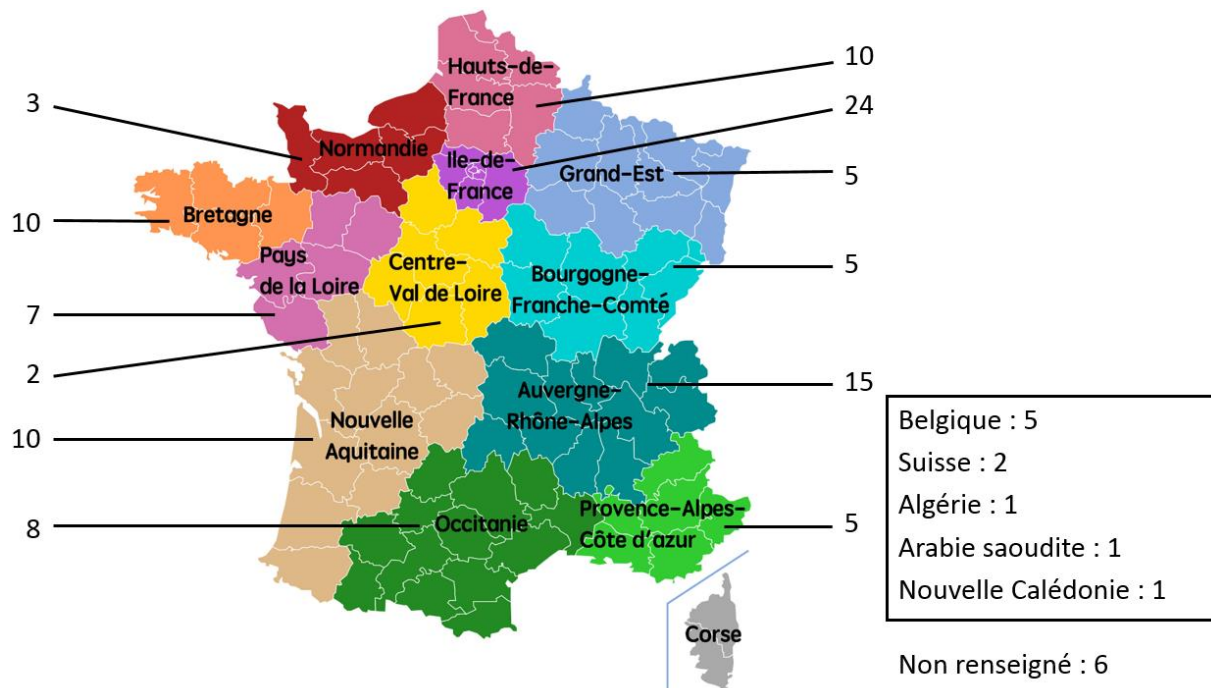 Hauts-de-
France
10
3
24
Normandie
Ile-de-
France
Grand-Est
5
10
Bretagne
Pays
de la Loire
Centre-
Val de Loire
Bourgogne-
Franche-Comté
5
7
2
Auvergne-
Rhône-Alpes
15
10
Nouvelle
Aquitaine
8
Occitanie
Provence-Alpes-
Côte d'azur
5
Corse
Belgique : 5
Suisse : 2
Algérie : 1
Arabie saoudite : 1
Nouvelle Calédonie : 1
Non renseigné : 6